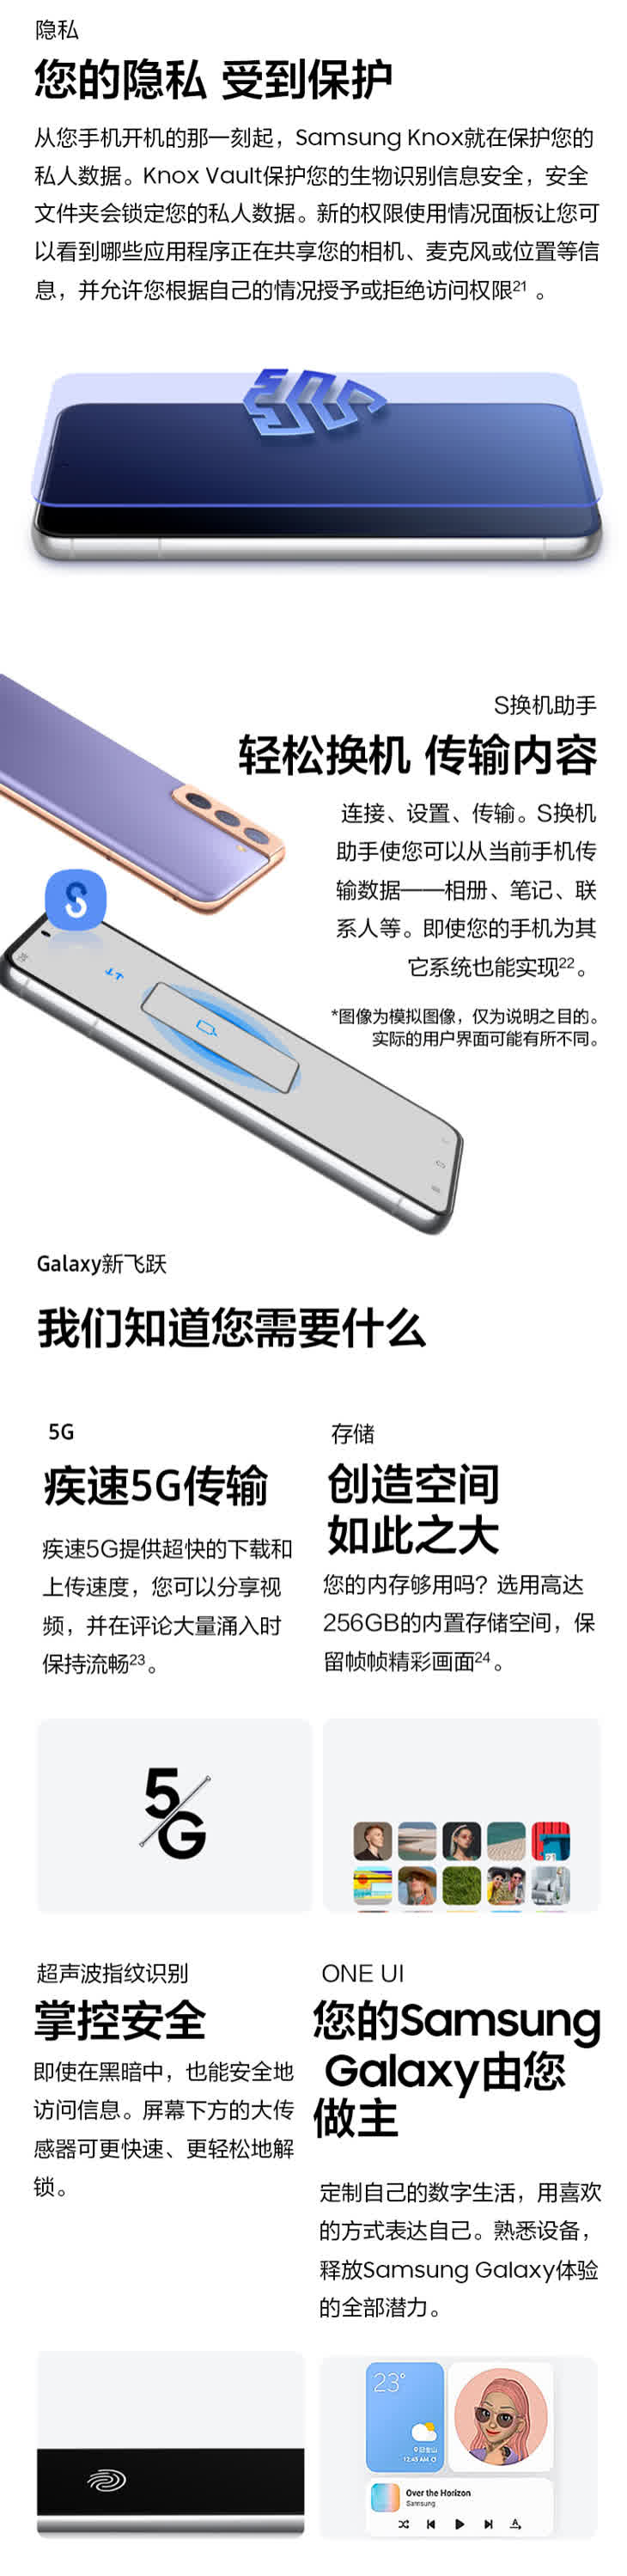 隐私
您的隐私 受到保护
从您手机开机的那一刻起，Samsung Knox就在保护您的
私人数据。Knox Vault保护您的生物识别信息安全，安全
文件夹会锁定您的私人数据。新的权限使用情况面板让您可
以看到哪些应用程序正在共享您的相机、麦克风或位置等信
息，并允许您根据自己的情况授予或拒绝访问权限21 。
S换机助手
轻松换机 传输内容
连接、设置、传输。S换机
助手使您可以从当前手机传
输数据——相册、笔记、联
系人等。即使您的手机为其
它系统也能实现22。
*图像为模拟图像，仅为说明之目的。
实际的用户界面可能有所不同。
S
Galaxy新飞跃
我们知道您需要什么
5G
疾速5G传输
疾速5G提供超快的下载和
上传速度，您可以分享视
频，并在评论大量涌入时
保持流畅23。
存储
创造空间
如此之大
您的内存够用吗？选用高达
256GB的内置存储空间，保
留帧帧精彩画面24。
5G
超声波指纹识别
掌控安全
即使在黑暗中，也能安全地
访问信息。屏幕下方的大传
感器可更快速、更轻松地解
锁。
ONE UI
您的Samsung
Galaxy由您
做主
定制自己的数字生活，用喜欢
的方式表达自己。熟悉设备，
释放Samsung Galaxy体验
的全部潜力。
23°
Over the Horizon
Samsung